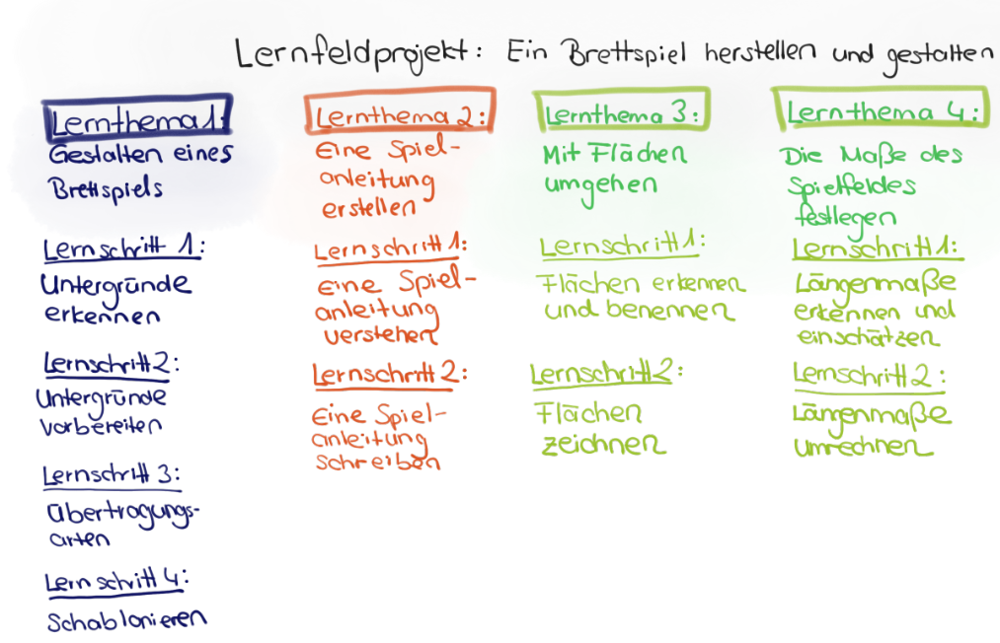 Lernfeldprojekt: Ein Brettspiel herstellen und gestalten
Lernthema 1:
Gestalten eines
Brettspiels
Lernschritt 1:
Untergründe
erkennen
Lernschritt 2:
Untergründe
vorbereiten
Lernschritt 3:
Übertragungs-
arten
Lernschritt 4:
Schablonieren
Lernthema 2:
Eine Spiel-
anleitung
erstellen
Lernschritt 1:
Eine Spiel-
anleitung
verstehen
Lernschritt 2:
Eine Spiel-
anleitung
schreiben
Lernthema 3:
Mit Flächen
umgehen
Lernschritt 1:
Flächen erkennen
und benennen
Lernschritt 2:
Flächen
zeichnen
Lernthema 4:
Die Maße des
Spielfeldes
festlegen
Lernschritt 1:
Längenmaße
erkennen und
einschätzen
Lernschritt 2:
Längenmaße
umrechnen